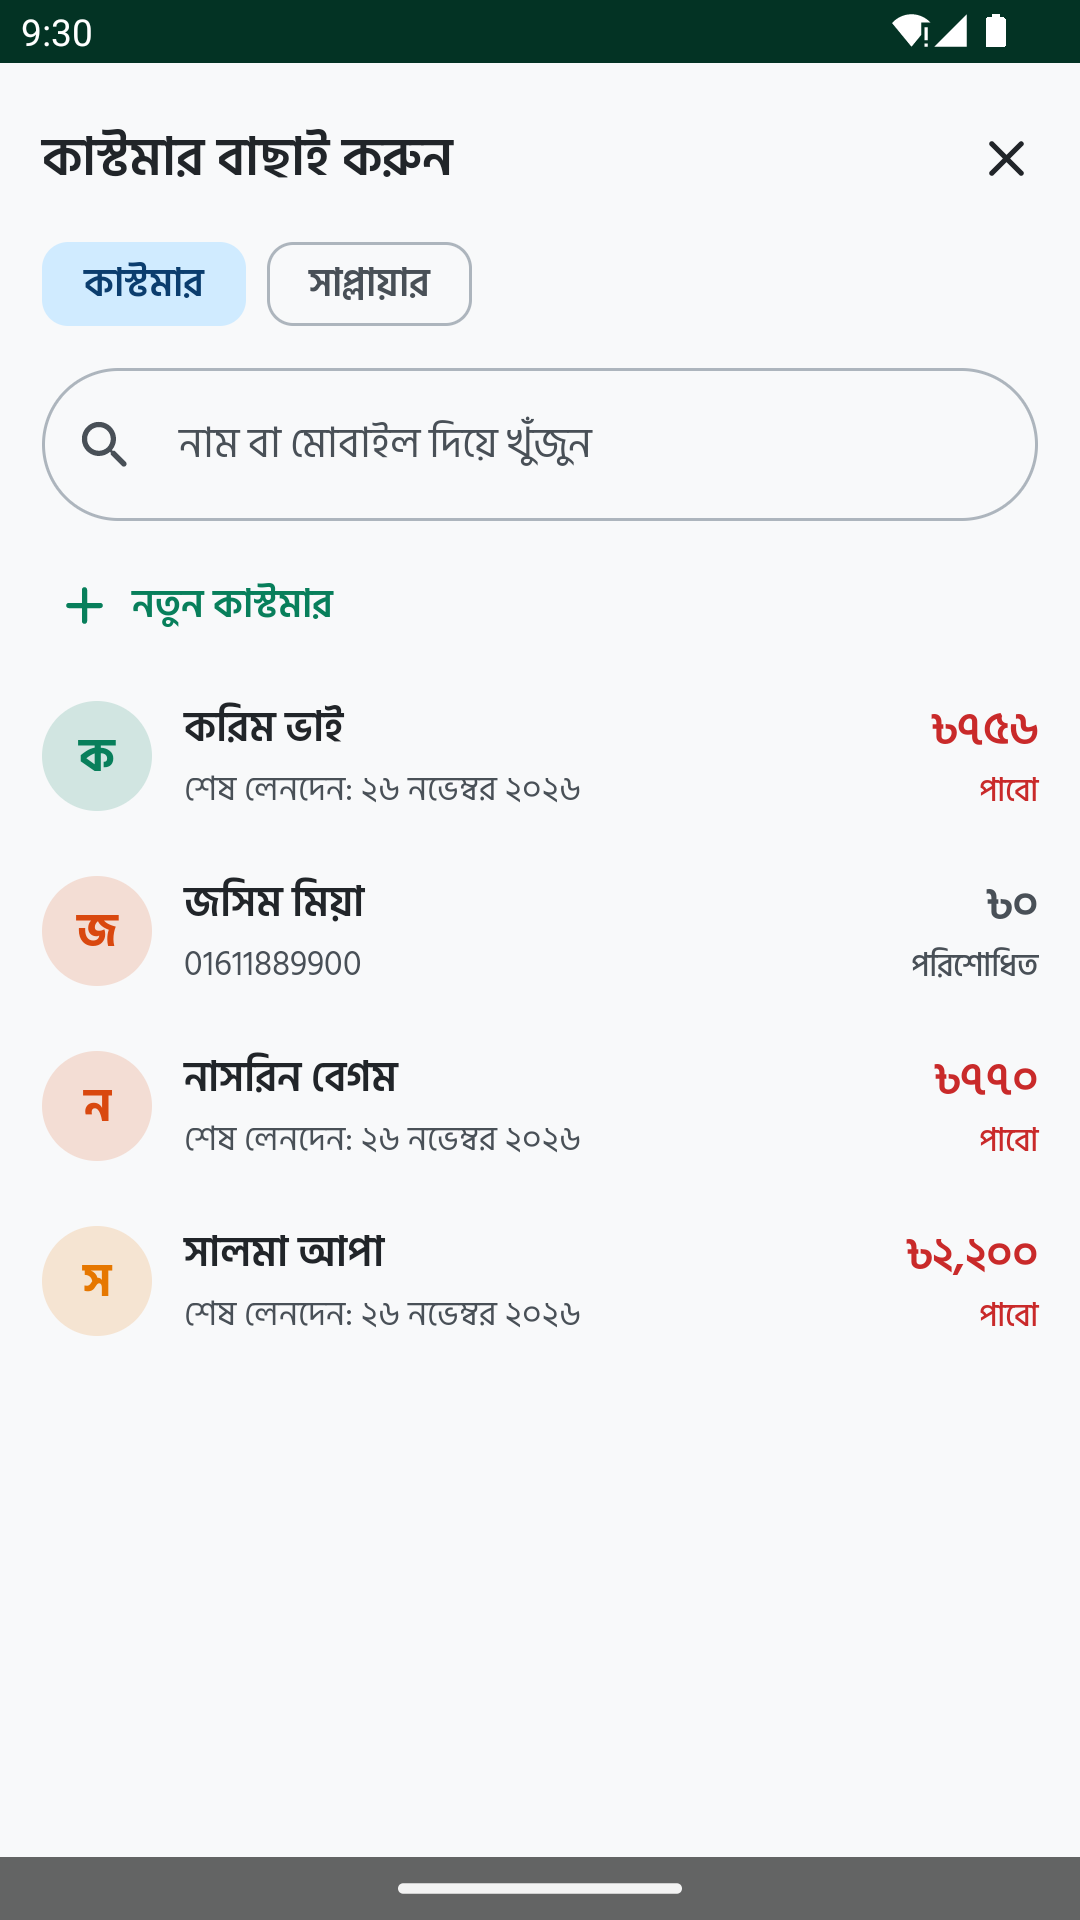 9:30
কাস্টমার বাছাই করুন
কাস্টমার
সাপ্লায়ার
নাম বা মোবাইল দিয়ে খুঁজুন
নতুন কাস্টমার
ক
করিম ভাই
৳৭৫৬
শেষ লেনদেন: ২৬ নভেম্বর ২০২৬
পাবো
জ
জসিম মিয়া
৳০
01611889900
পরিশোধিত
ন
নাসরিন বেগম
৳৭৭০
শেষ লেনদেন: ২৬ নভেম্বর ২০২৬
পাবো
স
সালমা আপা
৳২,২০০
শেষ লেনদেন: ২৬ নভেম্বর ২০২৬
পাবো